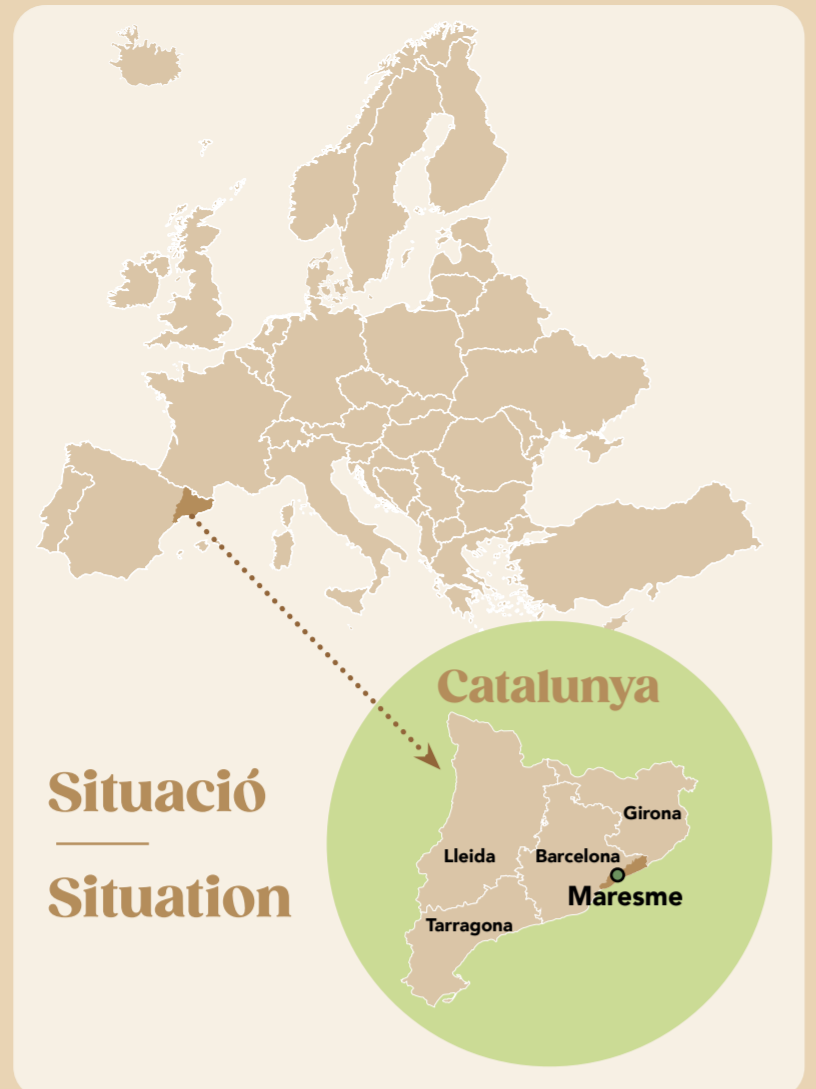 Catalunya
Situació
Situation
Girona
Lleida
Barcelona
Maresme
Tarragona